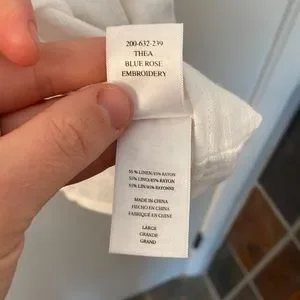 200-632-239
THEA
BLUE ROSE
EMBROIDERY
55 % LINEN/45% RAYON
55% LINO/45% RAYÓN
55% LIN/45% RAYONNE
MADE IN CHINA
HECHO EN CHINA
FABRIQUÉ EN CHINE
LARGE
GRANDE
GRAND